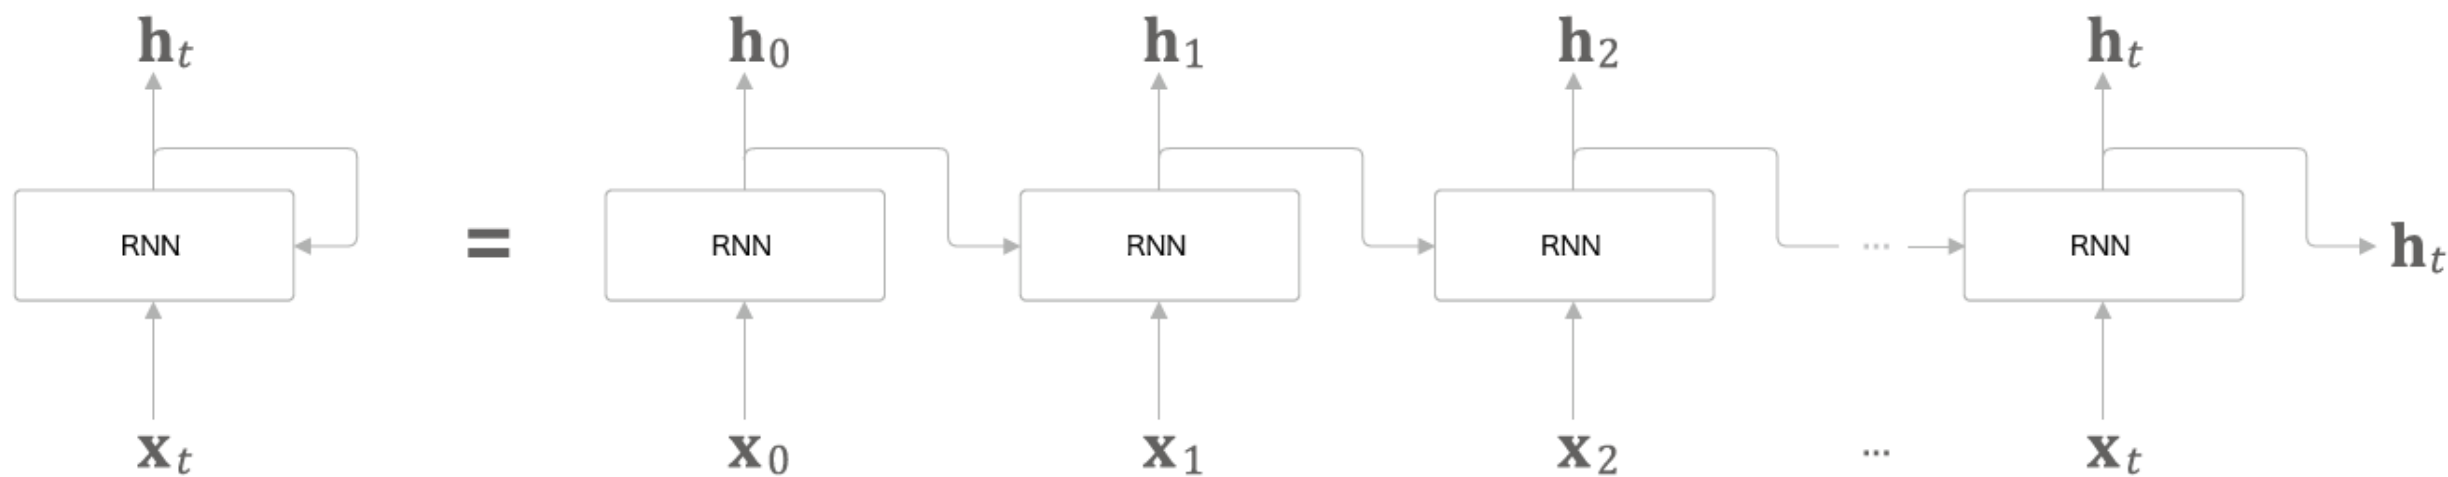 h_t h_0 h_1 h_2 h_t
RNN = RNN RNN RNN ... RNN h_t
x_t x_0 x_1 x_2 ... x_t